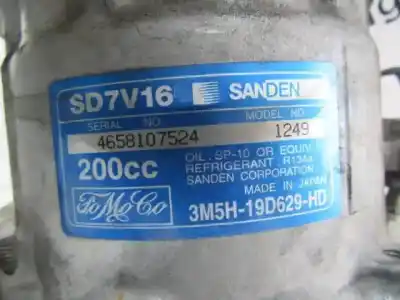 SD7V16 SANDEN
SERIAL NO. MODEL NO.
4658107524 1249
200cc OIL: SP-10 OR EQUIV.
REFRIGERANT R134a
SANDEN CORPORATION
MADE IN JAPAN
FoMoCo 3M5H-19D629-HD